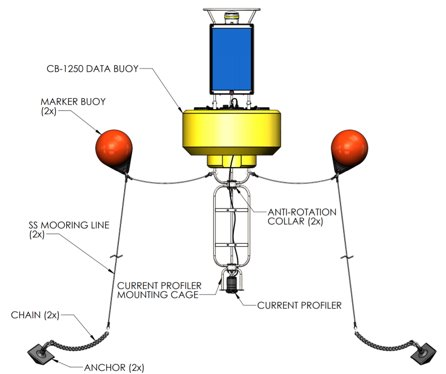 CB-1250 DATA BUOY
MARKER BUOY
(2x)
SS MOORING LINE
(2x)
ANTI-ROTATION
COLLAR (2x)
CURRENT PROFILER
MOUNTING CAGE
CURRENT PROFILER
CHAIN (2x)
ANCHOR (2x)